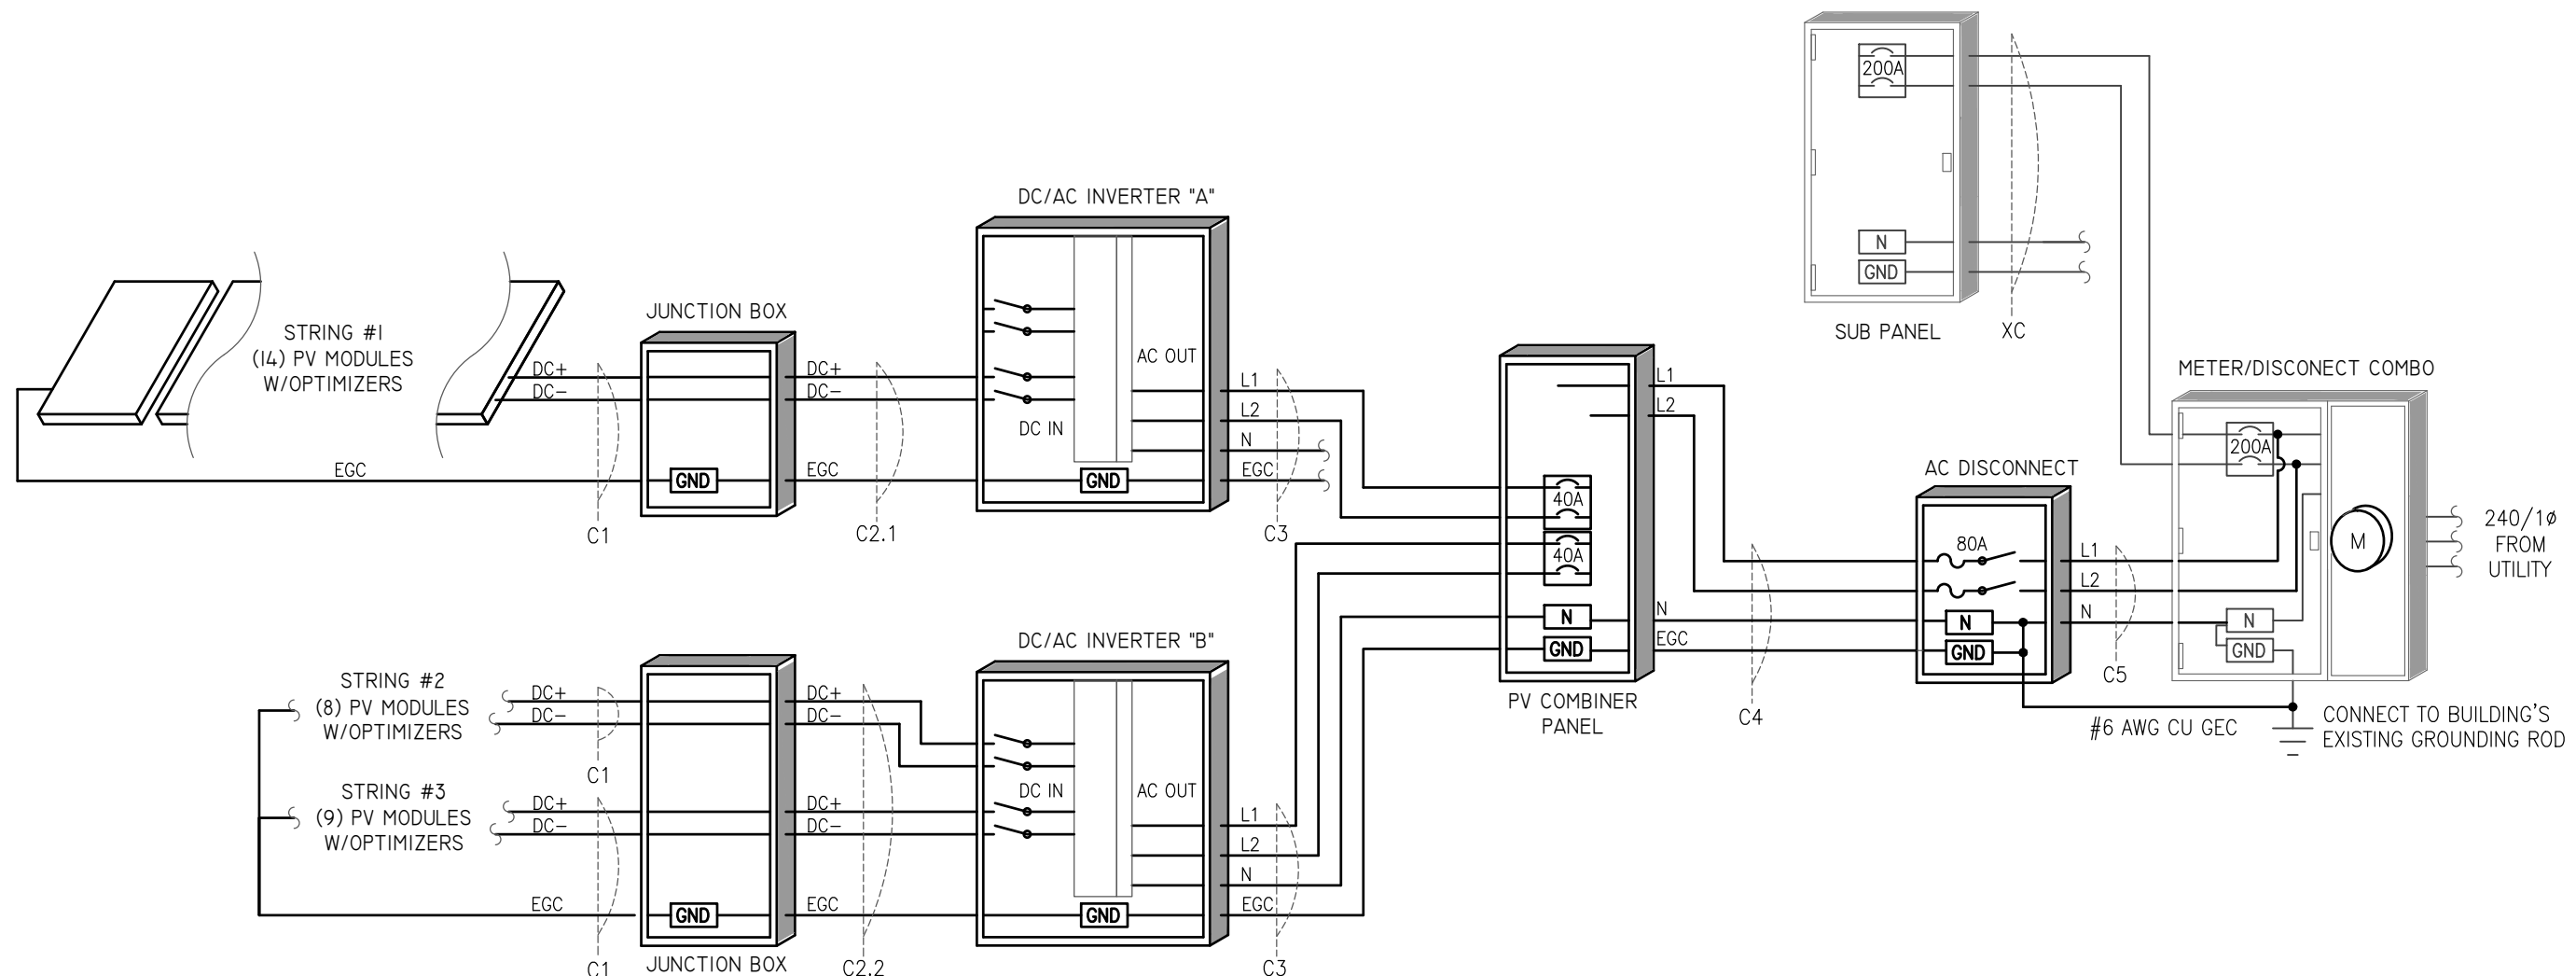 200A
N
GND
SUB PANEL
XC
DC/AC INVERTER "A"
AC OUT
DC IN
GND
L1
L2
N
EGC
C3
JUNCTION BOX
GND
DC+
DC-
EGC
C2.1
STRING #1
(14) PV MODULES
W/OPTIMIZERS
DC+
DC-
EGC
C1
METER/DISCONECT COMBO
200A
M
N
GND
240/1ø
FROM
UTILITY
L1
L2
40A
40A
N
GND
N
EGC
PV COMBINER
PANEL
C4
AC DISCONNECT
80A
N
GND
L1
L2
N
C5
#6 AWG CU GEC
CONNECT TO BUILDING'S
EXISTING GROUNDING ROD
DC/AC INVERTER "B"
DC IN
AC OUT
GND
L1
L2
N
EGC
C3
STRING #2
(8) PV MODULES
W/OPTIMIZERS
DC+
DC-
C1
STRING #3
(9) PV MODULES
W/OPTIMIZERS
DC+
DC-
EGC
C1
DC+
DC-
DC+
DC-
EGC
GND
JUNCTION BOX
C2.2